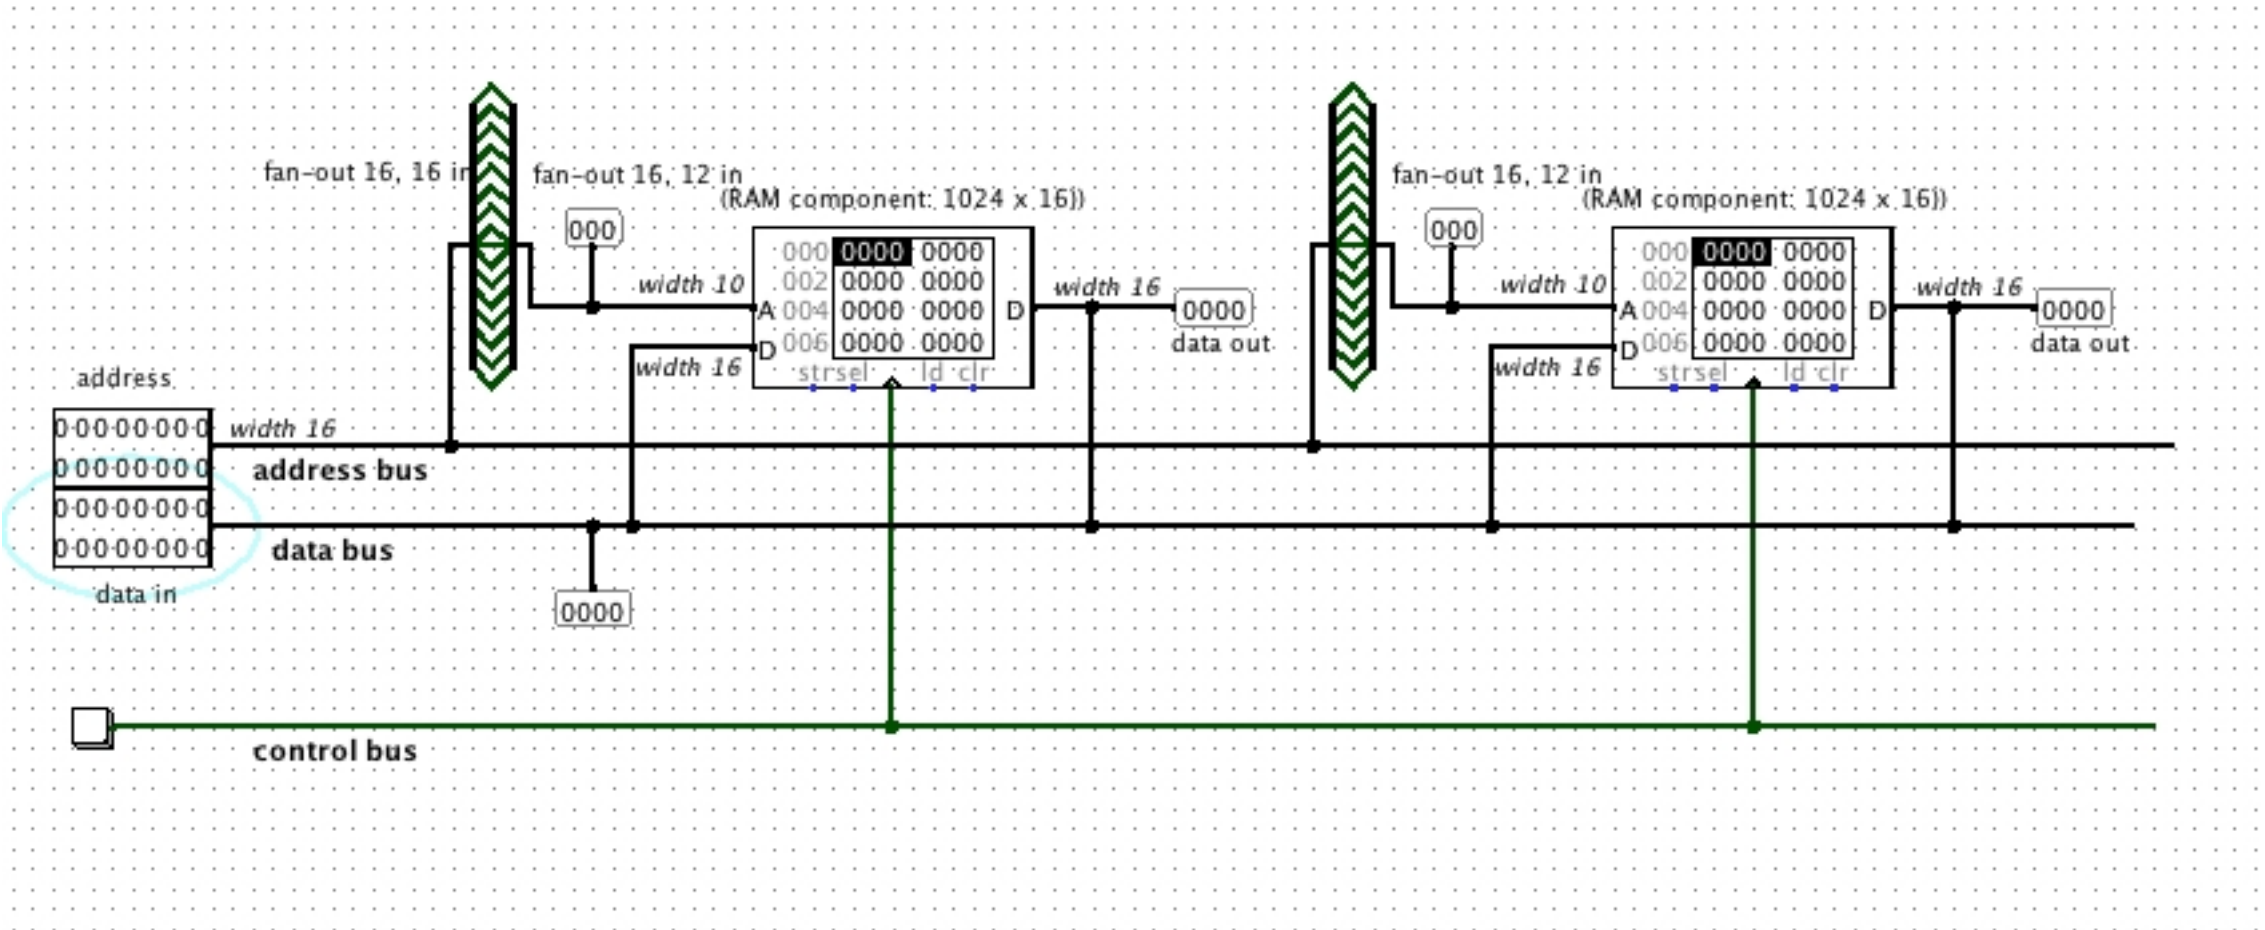 fan-out 16, 16 in
fan-out 16, 12 in
(RAM component: 1024 x 16))
000
000 0000 0000
002 0000 0000
004 0000 0000
006 0000 0000
A
D
D
str sel ld clr
width 10
width 16
width 16
0000
data out
fan-out 16, 12 in
(RAM component: 1024 x 16))
000
000 0000 0000
002 0000 0000
004 0000 0000
006 0000 0000
A
D
D
str sel ld clr
width 10
width 16
width 16
0000
data out
address
0 0 0 0 0 0 0 0
0 0 0 0 0 0 0 0
width 16
address bus
0 0 0 0 0 0 0 0
0 0 0 0 0 0 0 0
data bus
data in
0000
control bus